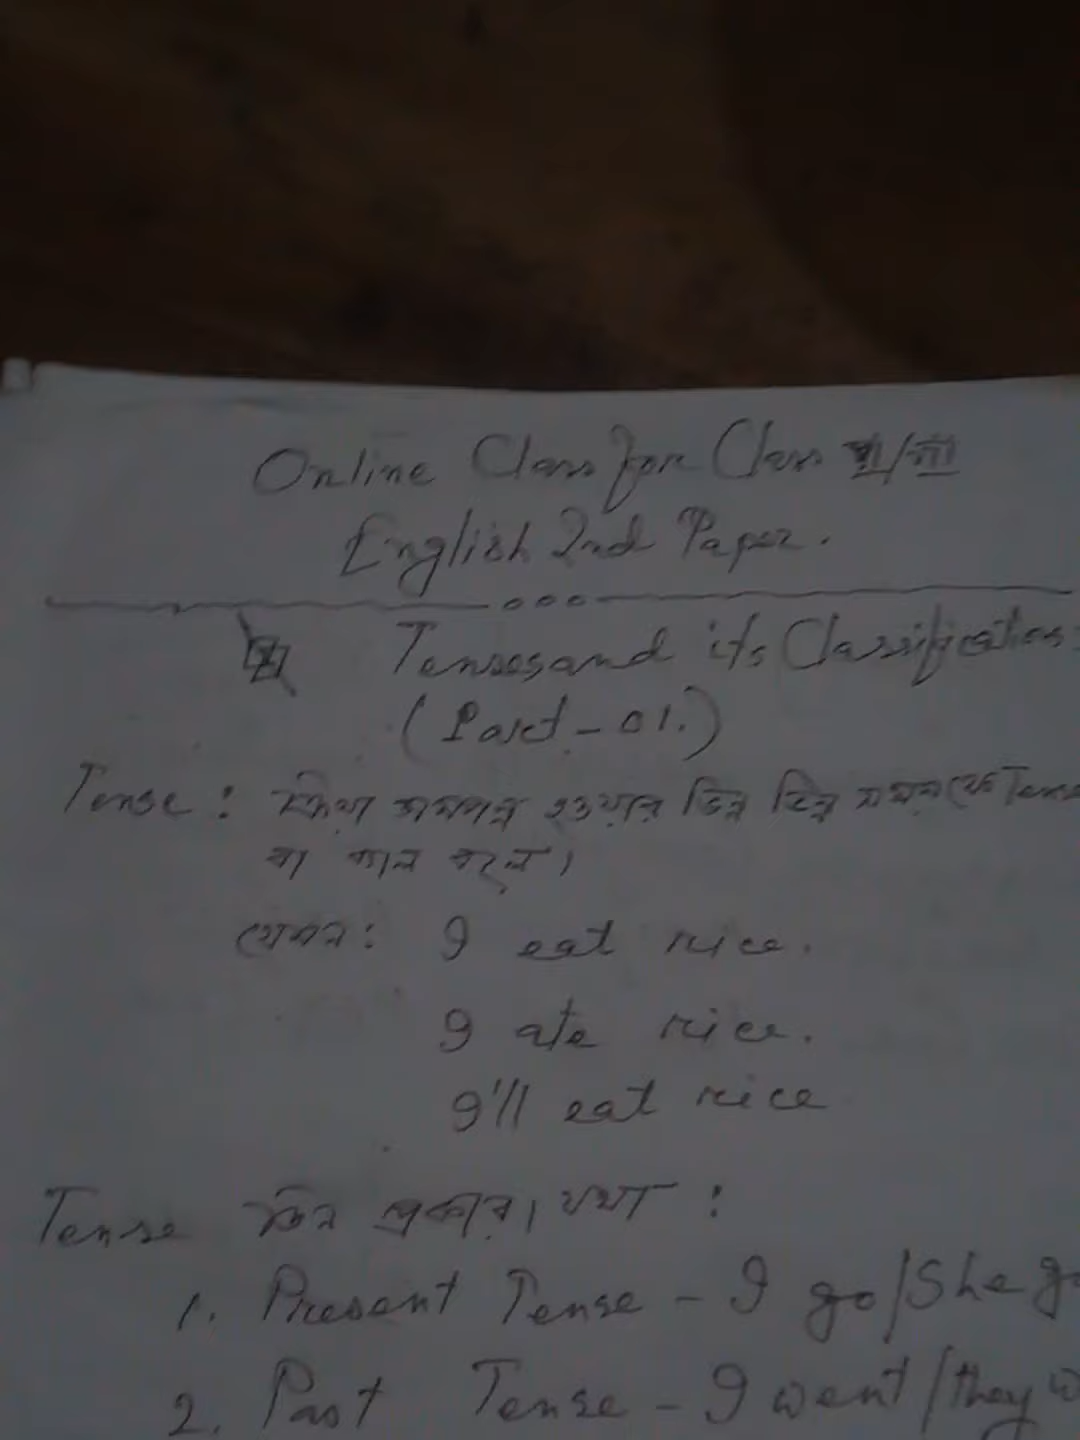 Online Class for Class
English 2nd Paper.
Tenses and its Classification:
(Part - 01.)
Tense: ক্রিয়া সম্পন্ন হওয়ার ভিন্ন ভিন্ন সময়কে Tense
বা কাল বলে।
যেমন: I eat rice.
I ate rice.
I'll eat rice
Tense তিন প্রকার। যথা :
1. Present Tense - I go/She go
2. Past Tense - I went/they w